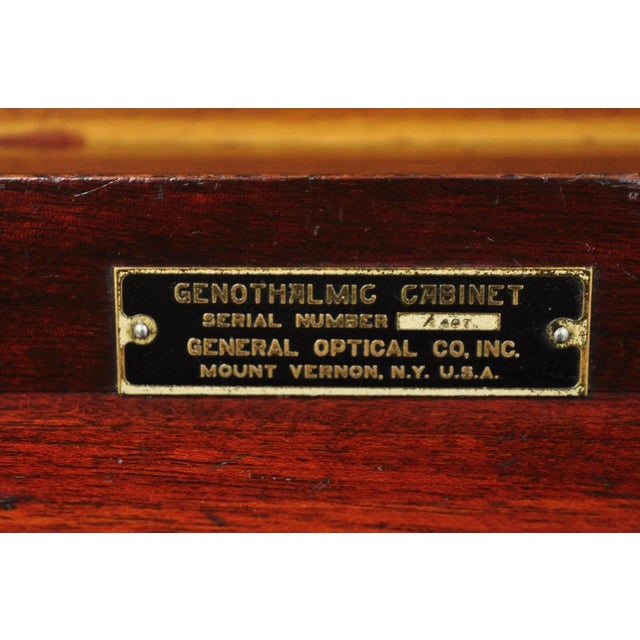 GENOTHALMIC CABINET
SERIAL NUMBER
GENERAL OPTICAL CO, INC.
MOUNT VERNON, N.Y. U.S.A.